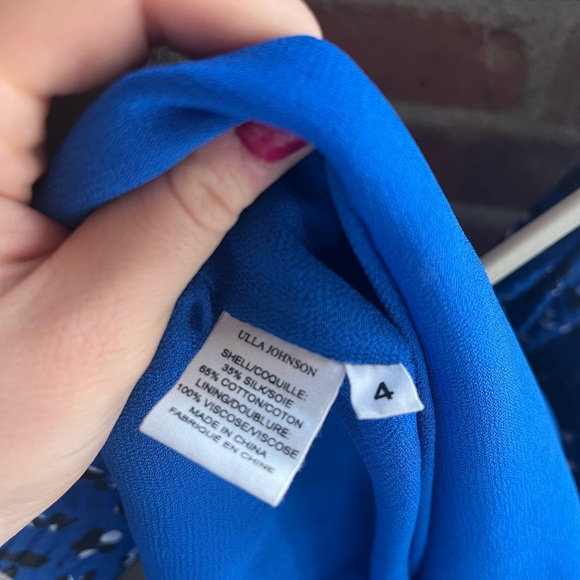 ULLA JOHNSON
SHELL/COQUILLE:
35% SILK/SOIE
65% COTTON/COTON
LINING/DOUBLURE:
100% VISCOSE/VISCOSE
MADE IN CHINA
FABRIQUÉ EN CHINE
4